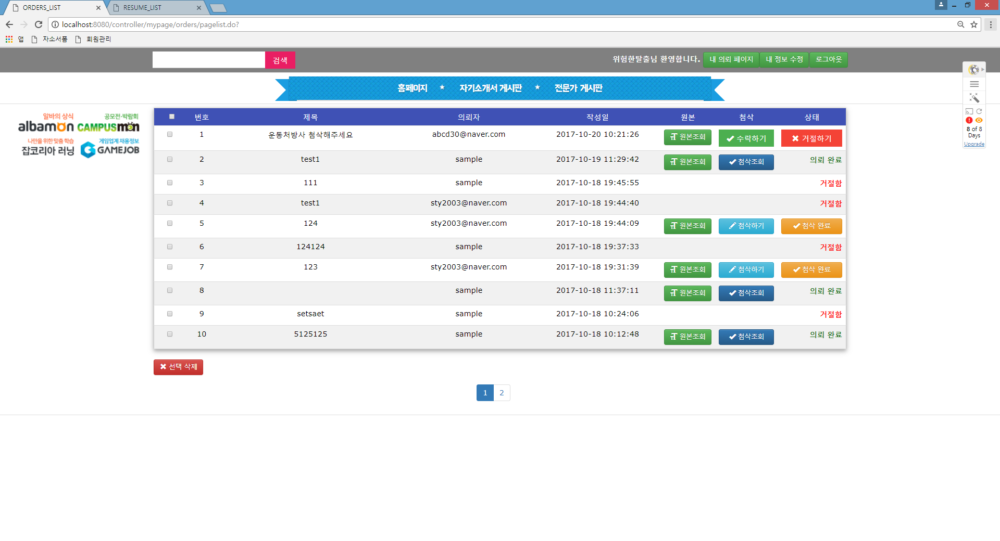 ORDERS_LIST RESUME_LIST
localhost:8080/controller/mypage/orders/pagelist.do?
앱 자소서폼 회원관리
검색 위험한탈출님 환영합니다. 내 의뢰 페이지 내 정보 수정 로그아웃
홈페이지 ★ 자기소개서 게시판 ★ 전문가 게시판
알바의 상식 공모전·박람회
albamon CAMPUSmon
나만을 위한 맞춤 학습 게임업계 채용정보
잡코리아 러닝 GAMEJOB
8 of 8
Days
Upgrade
번호 제목 의뢰자 작성일 원본 첨삭 상태
1 운동처방사 첨삭해주세요 abcd30@naver.com 2017-10-20 10:21:26 원본조회 수락하기 거절하기
2 test1 sample 2017-10-19 11:29:42 원본조회 첨삭조회 의뢰 완료
3 111 sample 2017-10-18 19:45:55 거절함
4 test1 sty2003@naver.com 2017-10-18 19:44:40 거절함
5 124 sty2003@naver.com 2017-10-18 19:44:09 원본조회 첨삭하기 첨삭 완료
6 124124 sample 2017-10-18 19:37:33 거절함
7 123 sty2003@naver.com 2017-10-18 19:31:39 원본조회 첨삭하기 첨삭 완료
8 sample 2017-10-18 11:37:11 원본조회 첨삭조회 의뢰 완료
9 setsaet sample 2017-10-18 10:24:06 거절함
10 5125125 sample 2017-10-18 10:12:48 원본조회 첨삭조회 의뢰 완료
선택 삭제
1 2